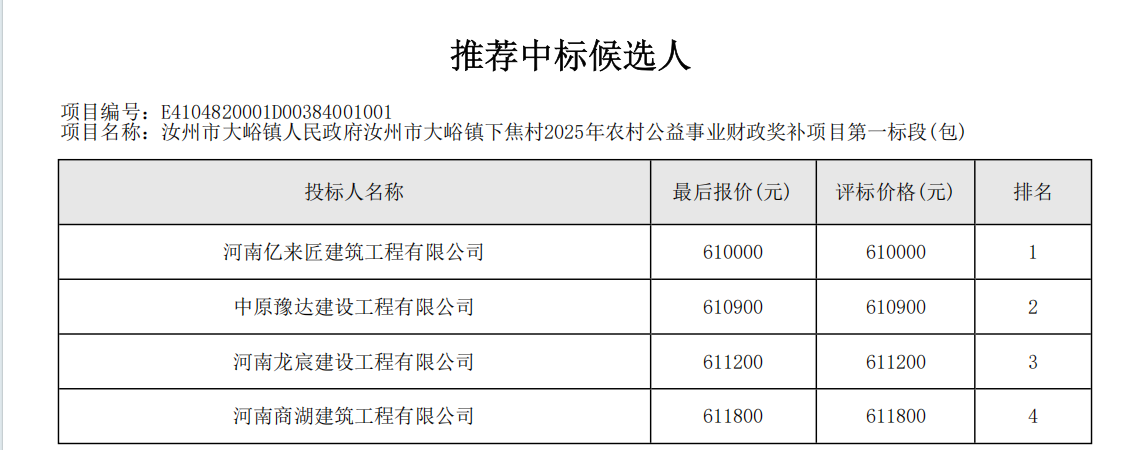 推荐中标候选人
项目编号：E4104820001D00384001001
项目名称：汝州市大峪镇人民政府汝州市大峪镇下焦村2025年农村公益事业财政奖补项目第一标段(包)
投标人名称 最后报价(元) 评标价格(元) 排名
河南亿来匠建筑工程有限公司 610000 610000 1
中原豫达建设工程有限公司 610900 610900 2
河南龙宸建设工程有限公司 611200 611200 3
河南商湖建筑工程有限公司 611800 611800 4